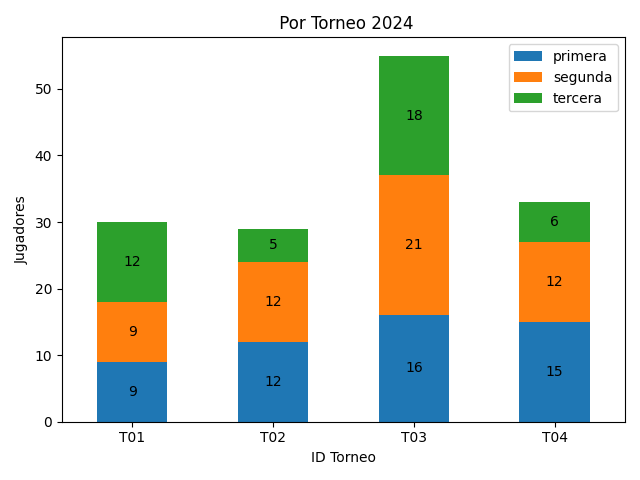 Por Torneo 2024
primera
segunda
tercera
Jugadores
50
40
30
20
10
0
18
21
16
12
9
9
5
12
12
6
12
15
T01 T02 T03 T04
ID Torneo